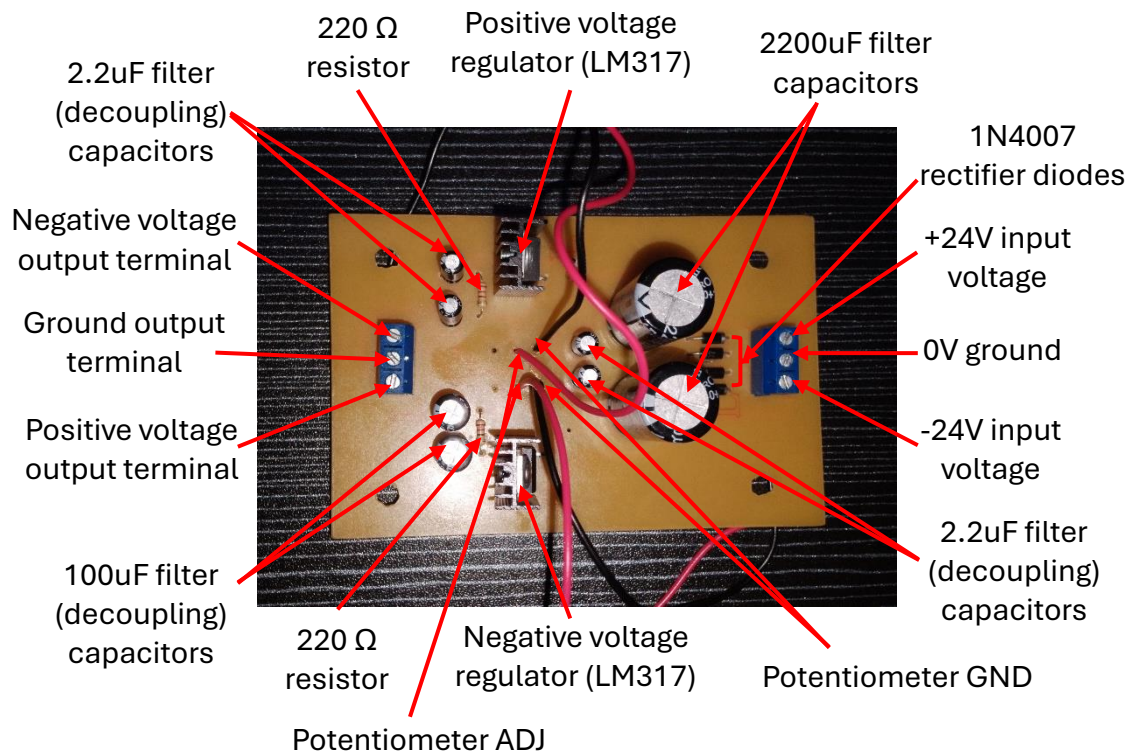 220 Ω
resistor
Positive voltage
regulator (LM317)
2200uF filter
capacitors
2.2uF filter
(decoupling)
capacitors
1N4007
rectifier diodes
Negative voltage
output terminal
+24V input
voltage
Ground output
terminal
0V ground
Positive voltage
output terminal
-24V input
voltage
100uF filter
(decoupling)
capacitors
2.2uF filter
(decoupling)
capacitors
220 Ω
resistor
Negative voltage
regulator (LM317)
Potentiometer GND
Potentiometer ADJ